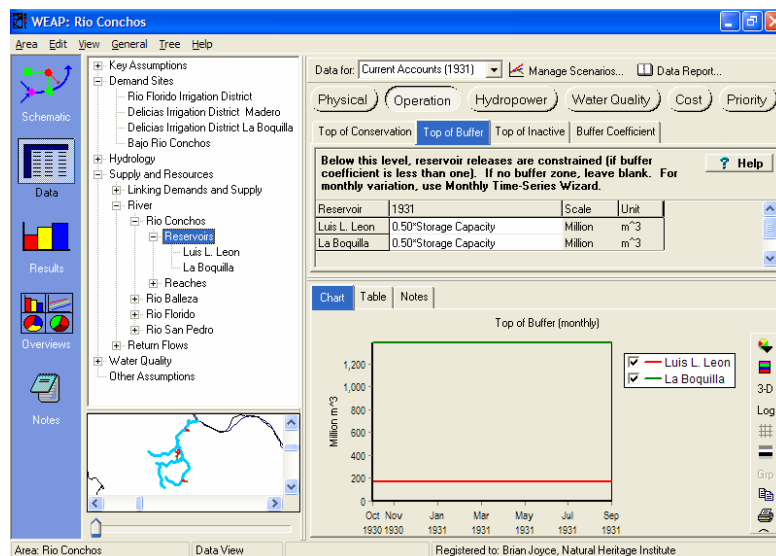 WEAP: Rio Conchos
Area Edit View General Tree Help
Schematic
Data
Results
Overviews
Notes
Key Assumptions
Demand Sites
Rio Florido Irrigation District
Delicias Irrigation District Madero
Delicias Irrigation District La Boquilla
Bajo Rio Conchos
Hydrology
Supply and Resources
Linking Demands and Supply
River
Rio Conchos
Reservoirs
Luis L. Leon
La Boquilla
Reaches
Rio Balleza
Rio Florido
Rio San Pedro
Return Flows
Water Quality
Other Assumptions
Data for: Current Accounts (1931) Manage Scenarios... Data Report...
Physical Operation Hydropower Water Quality Cost Priority
Top of Conservation Top of Buffer Top of Inactive Buffer Coefficient
Below this level, reservoir releases are constrained (if buffer
coefficient is less than one). If no buffer zone, leave blank. For
monthly variation, use Monthly Time-Series Wizard.
? Help
Reservoir 1931 Scale Unit
Luis L. Leon 0.50*Storage Capacity Million m^3
La Boquilla 0.50*Storage Capacity Million m^3
Chart Table Notes
Top of Buffer (monthly)
Million m^3
1,200
1,000
800
600
400
200
0
Oct Nov Jan Mar May Jul Sep
1930 1930 1931 1931 1931 1931 1931
Luis L. Leon
La Boquilla
3-D
Log
Grp
Area: Rio Conchos Data View Registered to: Brian Joyce, Natural Heritage Institute